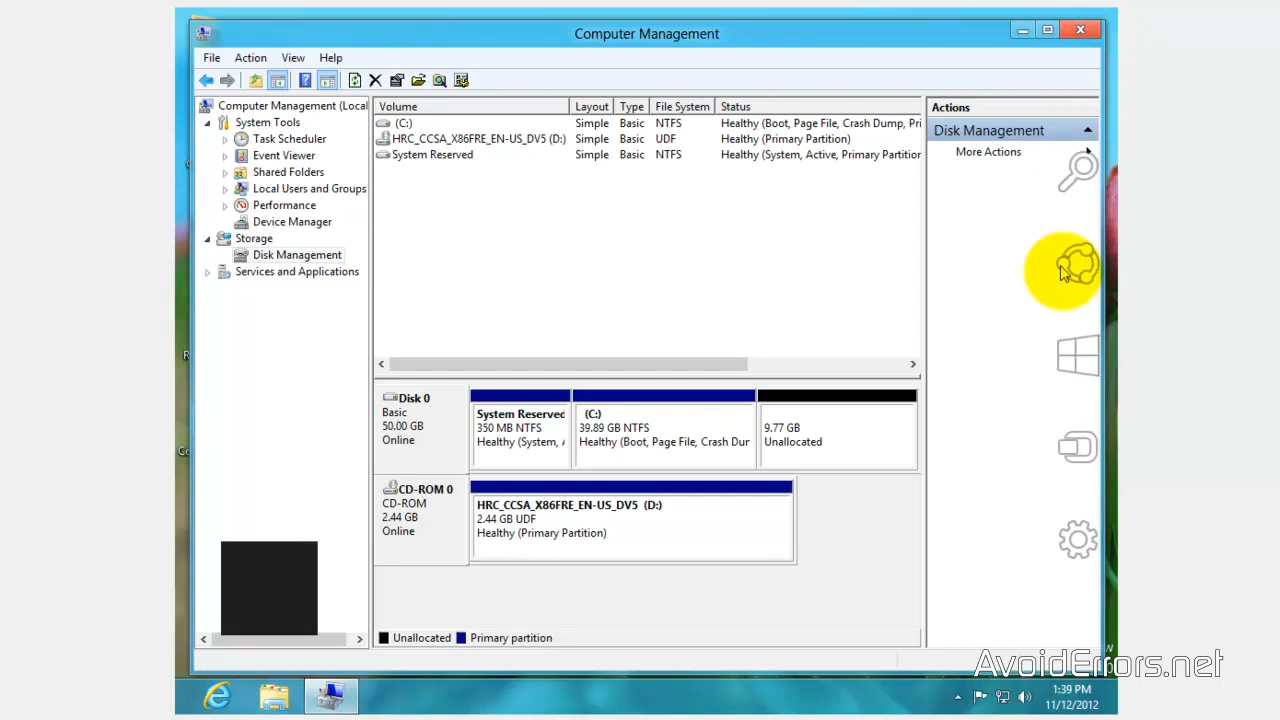 Computer Management
File Action View Help
Computer Management (Local
System Tools
Task Scheduler
Event Viewer
Shared Folders
Local Users and Groups
Performance
Device Manager
Storage
Disk Management
Services and Applications
Volume Layout Type File System Status
(C:) Simple Basic NTFS Healthy (Boot, Page File, Crash Dump, Pri
HRC_CCSA_X86FRE_EN-US_DV5 (D:) Simple Basic UDF Healthy (Primary Partition)
System Reserved Simple Basic NTFS Healthy (System, Active, Primary Partition
Disk 0
Basic
50.00 GB
Online
System Reserved
350 MB NTFS
Healthy (System, A
(C:)
39.89 GB NTFS
Healthy (Boot, Page File, Crash Dur
9.77 GB
Unallocated
CD-ROM 0
CD-ROM
2.44 GB
Online
HRC_CCSA_X86FRE_EN-US_DV5 (D:)
2.44 GB UDF
Healthy (Primary Partition)
Unallocated Primary partition
Actions
Disk Management
More Actions
AvoidErrors.net
1:39 PM
11/12/2012